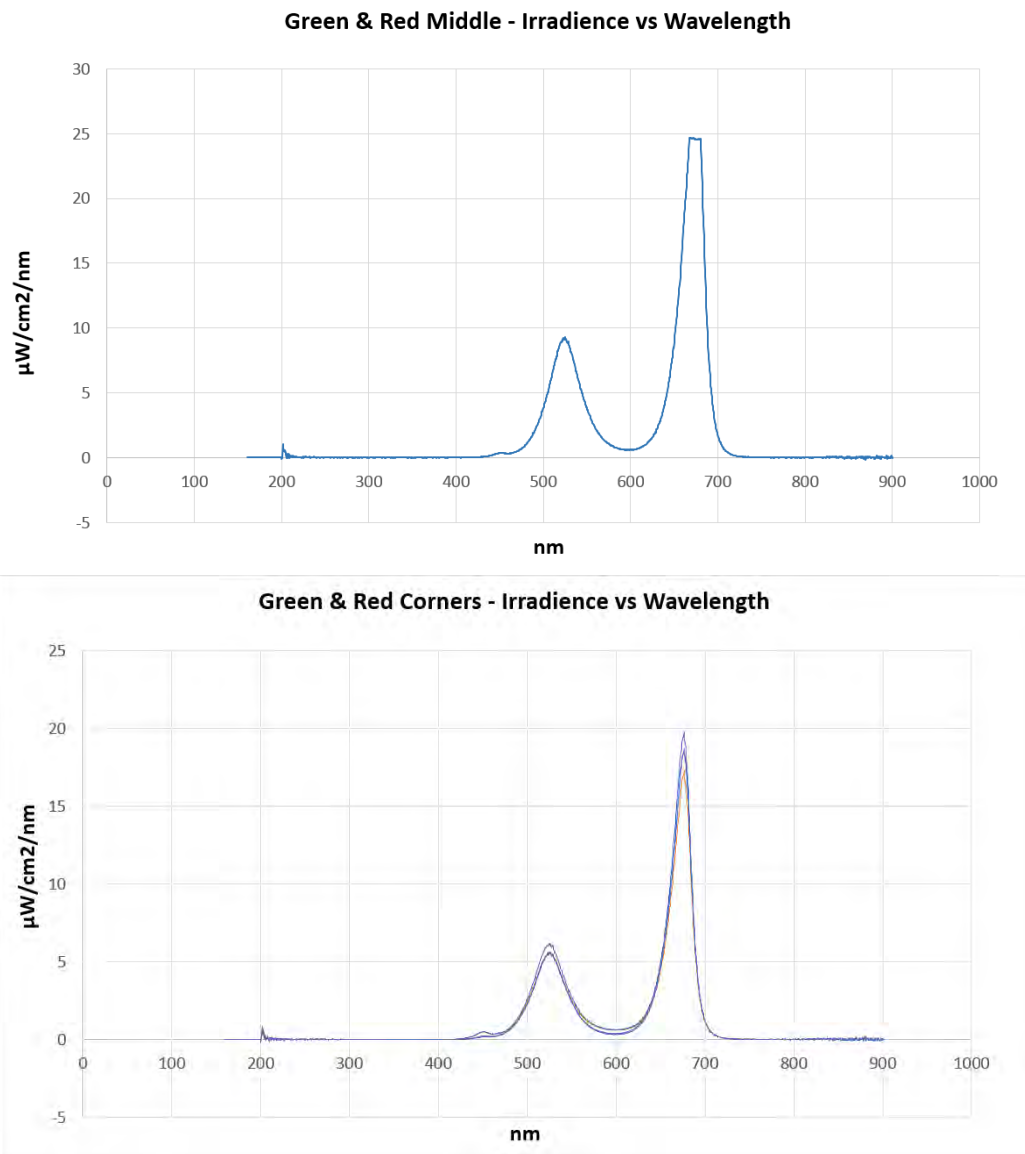 Green & Red Middle - Irradience vs Wavelength
30
25
20
15
10
5
0
-5
µW/cm2/nm
0 100 200 300 400 500 600 700 800 900 1000
nm
Green & Red Corners - Irradience vs Wavelength
25
20
15
10
5
0
-5
µW/cm2/nm
0 100 200 300 400 500 600 700 800 900 1000
nm